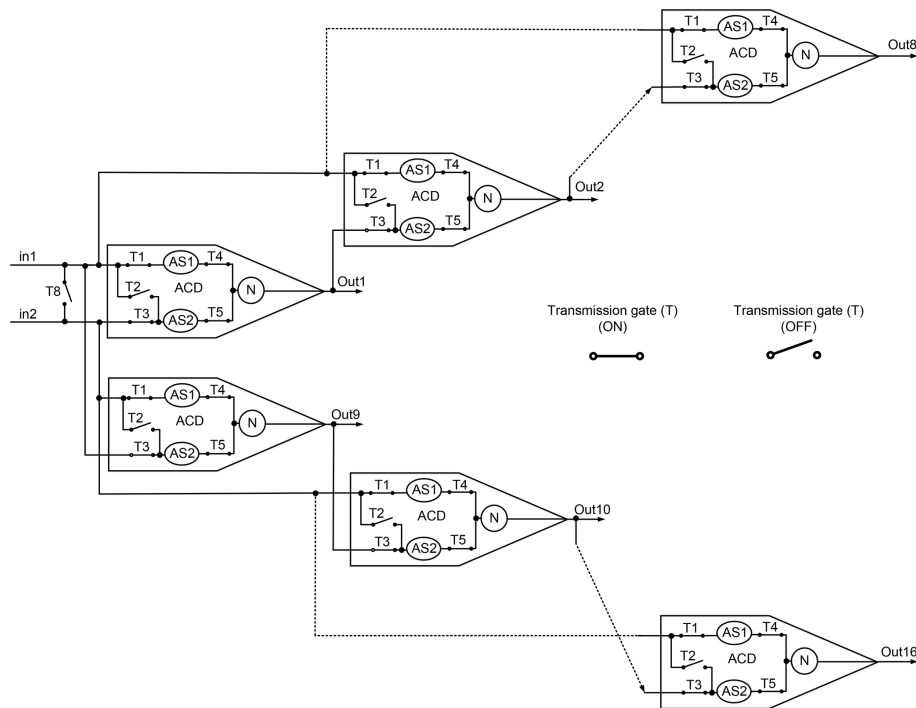 T1 AS1 T4
T2 ACD N Out8
T3 AS2 T5
T1 AS1 T4
T2 ACD N Out2
T3 AS2 T5
in1 T1 AS1 T4
T8 T2 ACD N Out1
in2 T3 AS2 T5
Transmission gate (T)
(ON)
Transmission gate (T)
(OFF)
T1 AS1 T4
T2 ACD N Out9
T3 AS2 T5
T1 AS1 T4
T2 ACD N Out10
T3 AS2 T5
T1 AS1 T4
T2 ACD N Out16
T3 AS2 T5